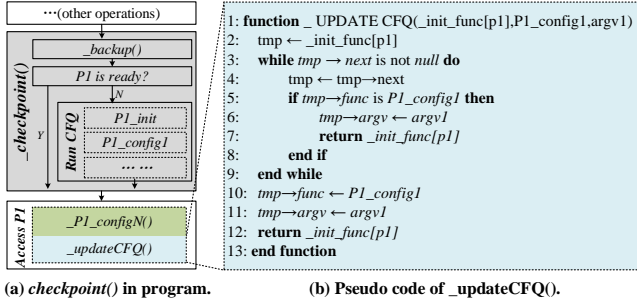 …(other operations)
_checkpoint()
_backup()
P1 is ready?
Y
N
Run CFQ
P1_init
P1_config1
… …
Access P1
_P1_configN()
_updateCFQ()
(a) checkpoint() in program.
1: function _ UPDATE CFQ(_init_func[p1],P1_config1,argv1)
2: tmp ← _init_func[p1]
3: while tmp → next is not null do
4: tmp ← tmp→next
5: if tmp→func is P1_config1 then
6: tmp→argv ← argv1
7: return _init_func[p1]
8: end if
9: end while
10: tmp→func ← P1_config1
11: tmp→argv ← argv1
12: return _init_func[p1]
13: end function
(b) Pseudo code of _updateCFQ().